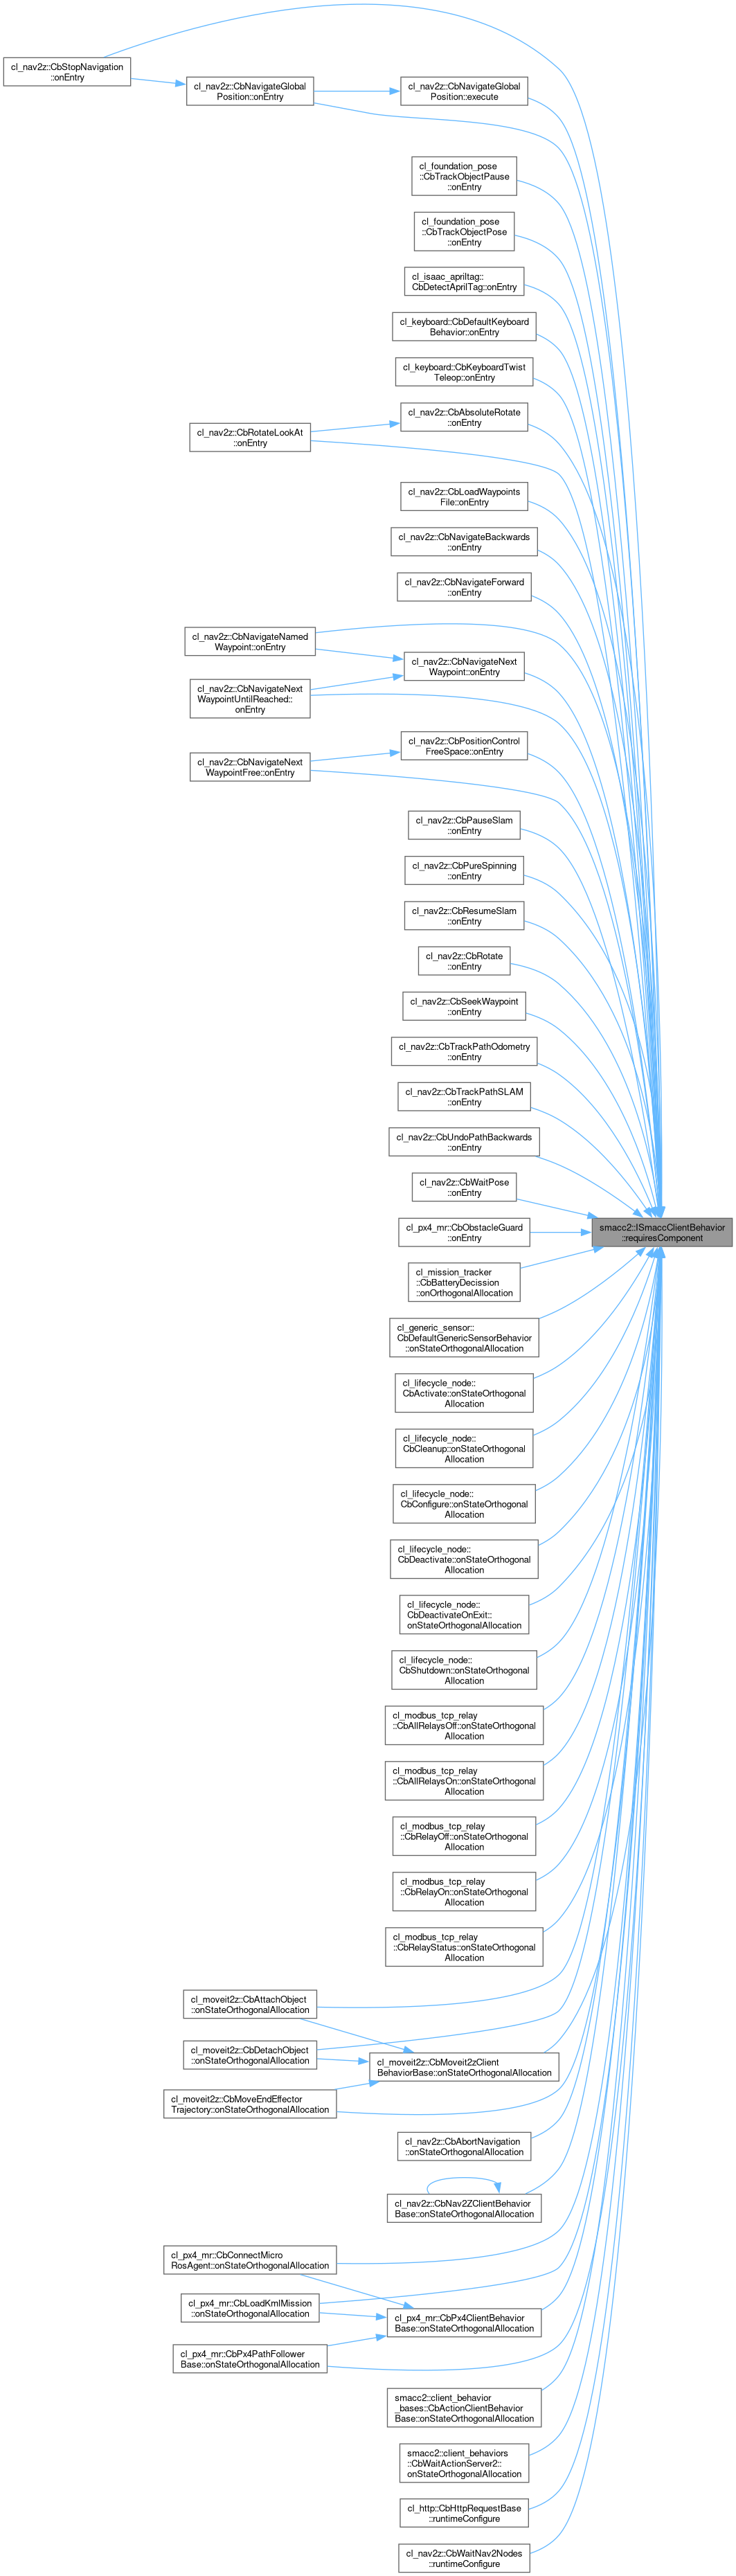 cl_nav2z::CbStopNavigation
::onEntry
cl_nav2z::CbNavigateGlobal
Position::onEntry
cl_nav2z::CbNavigateGlobal
Position::execute
cl_foundation_pose
::CbTrackObjectPause
::onEntry
cl_foundation_pose
::CbTrackObjectPose
::onEntry
cl_isaac_apriltag::
CbDetectAprilTag::onEntry
cl_keyboard::CbDefaultKeyboard
Behavior::onEntry
cl_keyboard::CbKeyboardTwist
Teleop::onEntry
cl_nav2z::CbAbsoluteRotate
::onEntry
cl_nav2z::CbRotateLookAt
::onEntry
cl_nav2z::CbLoadWaypoints
File::onEntry
cl_nav2z::CbNavigateBackwards
::onEntry
cl_nav2z::CbNavigateForward
::onEntry
cl_nav2z::CbNavigateNamed
Waypoint::onEntry
cl_nav2z::CbNavigateNext
Waypoint::onEntry
cl_nav2z::CbNavigateNext
WaypointUntilReached::
onEntry
cl_nav2z::CbPositionControl
FreeSpace::onEntry
cl_nav2z::CbNavigateNext
WaypointFree::onEntry
cl_nav2z::CbPauseSlam
::onEntry
cl_nav2z::CbPureSpinning
::onEntry
cl_nav2z::CbResumeSlam
::onEntry
cl_nav2z::CbRotate
::onEntry
cl_nav2z::CbSeekWaypoint
::onEntry
cl_nav2z::CbTrackPathOdometry
::onEntry
cl_nav2z::CbTrackPathSLAM
::onEntry
cl_nav2z::CbUndoPathBackwards
::onEntry
cl_nav2z::CbWaitPose
::onEntry
smacc2::ISmaccClientBehavior
::requiresComponent
cl_px4_mr::CbObstacleGuard
::onEntry
cl_mission_tracker
::CbBatteryDecission
::onOrthogonalAllocation
cl_generic_sensor::
CbDefaultGenericSensorBehavior
::onStateOrthogonalAllocation
cl_lifecycle_node::
CbActivate::onStateOrthogonal
Allocation
cl_lifecycle_node::
CbCleanup::onStateOrthogonal
Allocation
cl_lifecycle_node::
CbConfigure::onStateOrthogonal
Allocation
cl_lifecycle_node::
CbDeactivate::onStateOrthogonal
Allocation
cl_lifecycle_node::
CbDeactivateOnExit::
onStateOrthogonalAllocation
cl_lifecycle_node::
CbShutdown::onStateOrthogonal
Allocation
cl_modbus_tcp_relay
::CbAllRelaysOff::onStateOrthogonal
Allocation
cl_modbus_tcp_relay
::CbAllRelaysOn::onStateOrthogonal
Allocation
cl_modbus_tcp_relay
::CbRelayOff::onStateOrthogonal
Allocation
cl_modbus_tcp_relay
::CbRelayOn::onStateOrthogonal
Allocation
cl_modbus_tcp_relay
::CbRelayStatus::onStateOrthogonal
Allocation
cl_moveit2z::CbAttachObject
::onStateOrthogonalAllocation
cl_moveit2z::CbDetachObject
::onStateOrthogonalAllocation
cl_moveit2z::CbMoveit2zClient
BehaviorBase::onStateOrthogonalAllocation
cl_moveit2z::CbMoveEndEffector
Trajectory::onStateOrthogonalAllocation
cl_nav2z::CbAbortNavigation
::onStateOrthogonalAllocation
cl_nav2z::CbNav2ZClientBehavior
Base::onStateOrthogonalAllocation
cl_px4_mr::CbConnectMicro
RosAgent::onStateOrthogonalAllocation
cl_px4_mr::CbLoadKmlMission
::onStateOrthogonalAllocation
cl_px4_mr::CbPx4ClientBehavior
Base::onStateOrthogonalAllocation
cl_px4_mr::CbPx4PathFollower
Base::onStateOrthogonalAllocation
smacc2::client_behavior
_bases::CbActionClientBehavior
Base::onStateOrthogonalAllocation
smacc2::client_behaviors
::CbWaitActionServer2::
onStateOrthogonalAllocation
cl_http::CbHttpRequestBase
::runtimeConfigure
cl_nav2z::CbWaitNav2Nodes
::runtimeConfigure